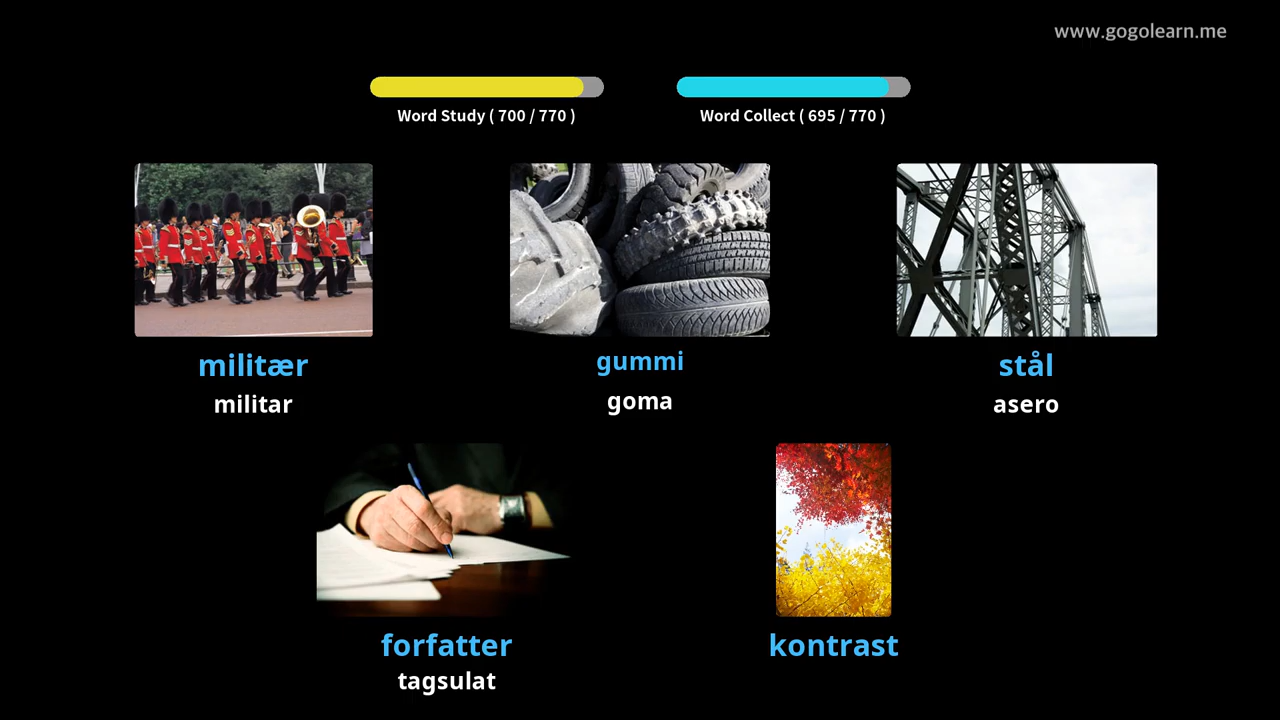 www.gogolearn.me
Word Study ( 700 / 770 )
Word Collect ( 695 / 770 )
militær
militar
gummi
goma
stål
asero
forfatter
tagsulat
kontrast